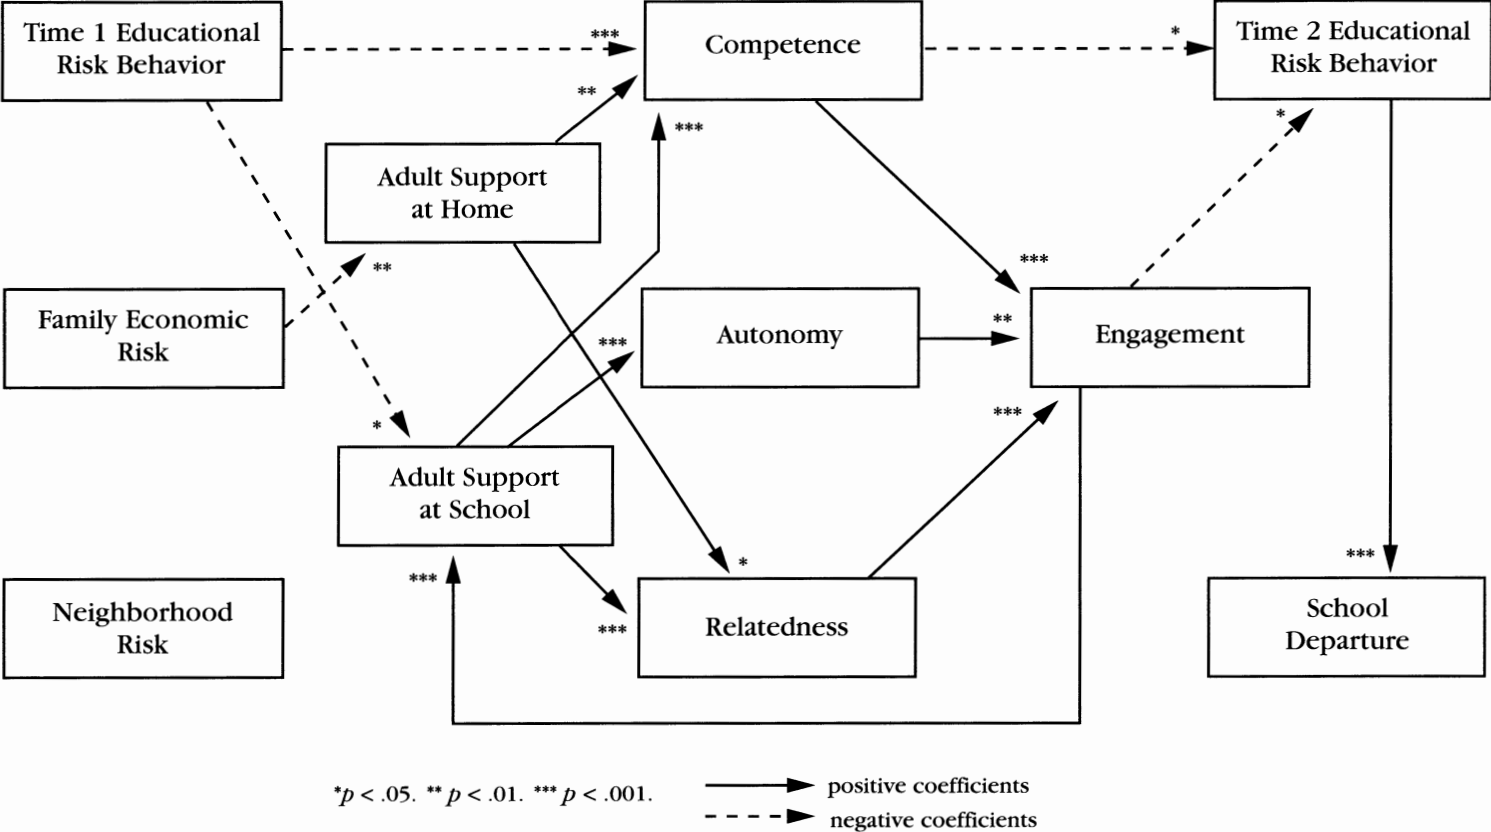 Time 1 Educational
Risk Behavior
***
Competence
*
Time 2 Educational
Risk Behavior
**
***
*
Adult Support
at Home
**
***
Family Economic
Risk
***
Autonomy
**
Engagement
*
***
Adult Support
at School
***
*
***
***
Neighborhood
Risk
Relatedness
School
Departure
*p < .05. ** p < .01. *** p < .001.
positive coefficients
negative coefficients